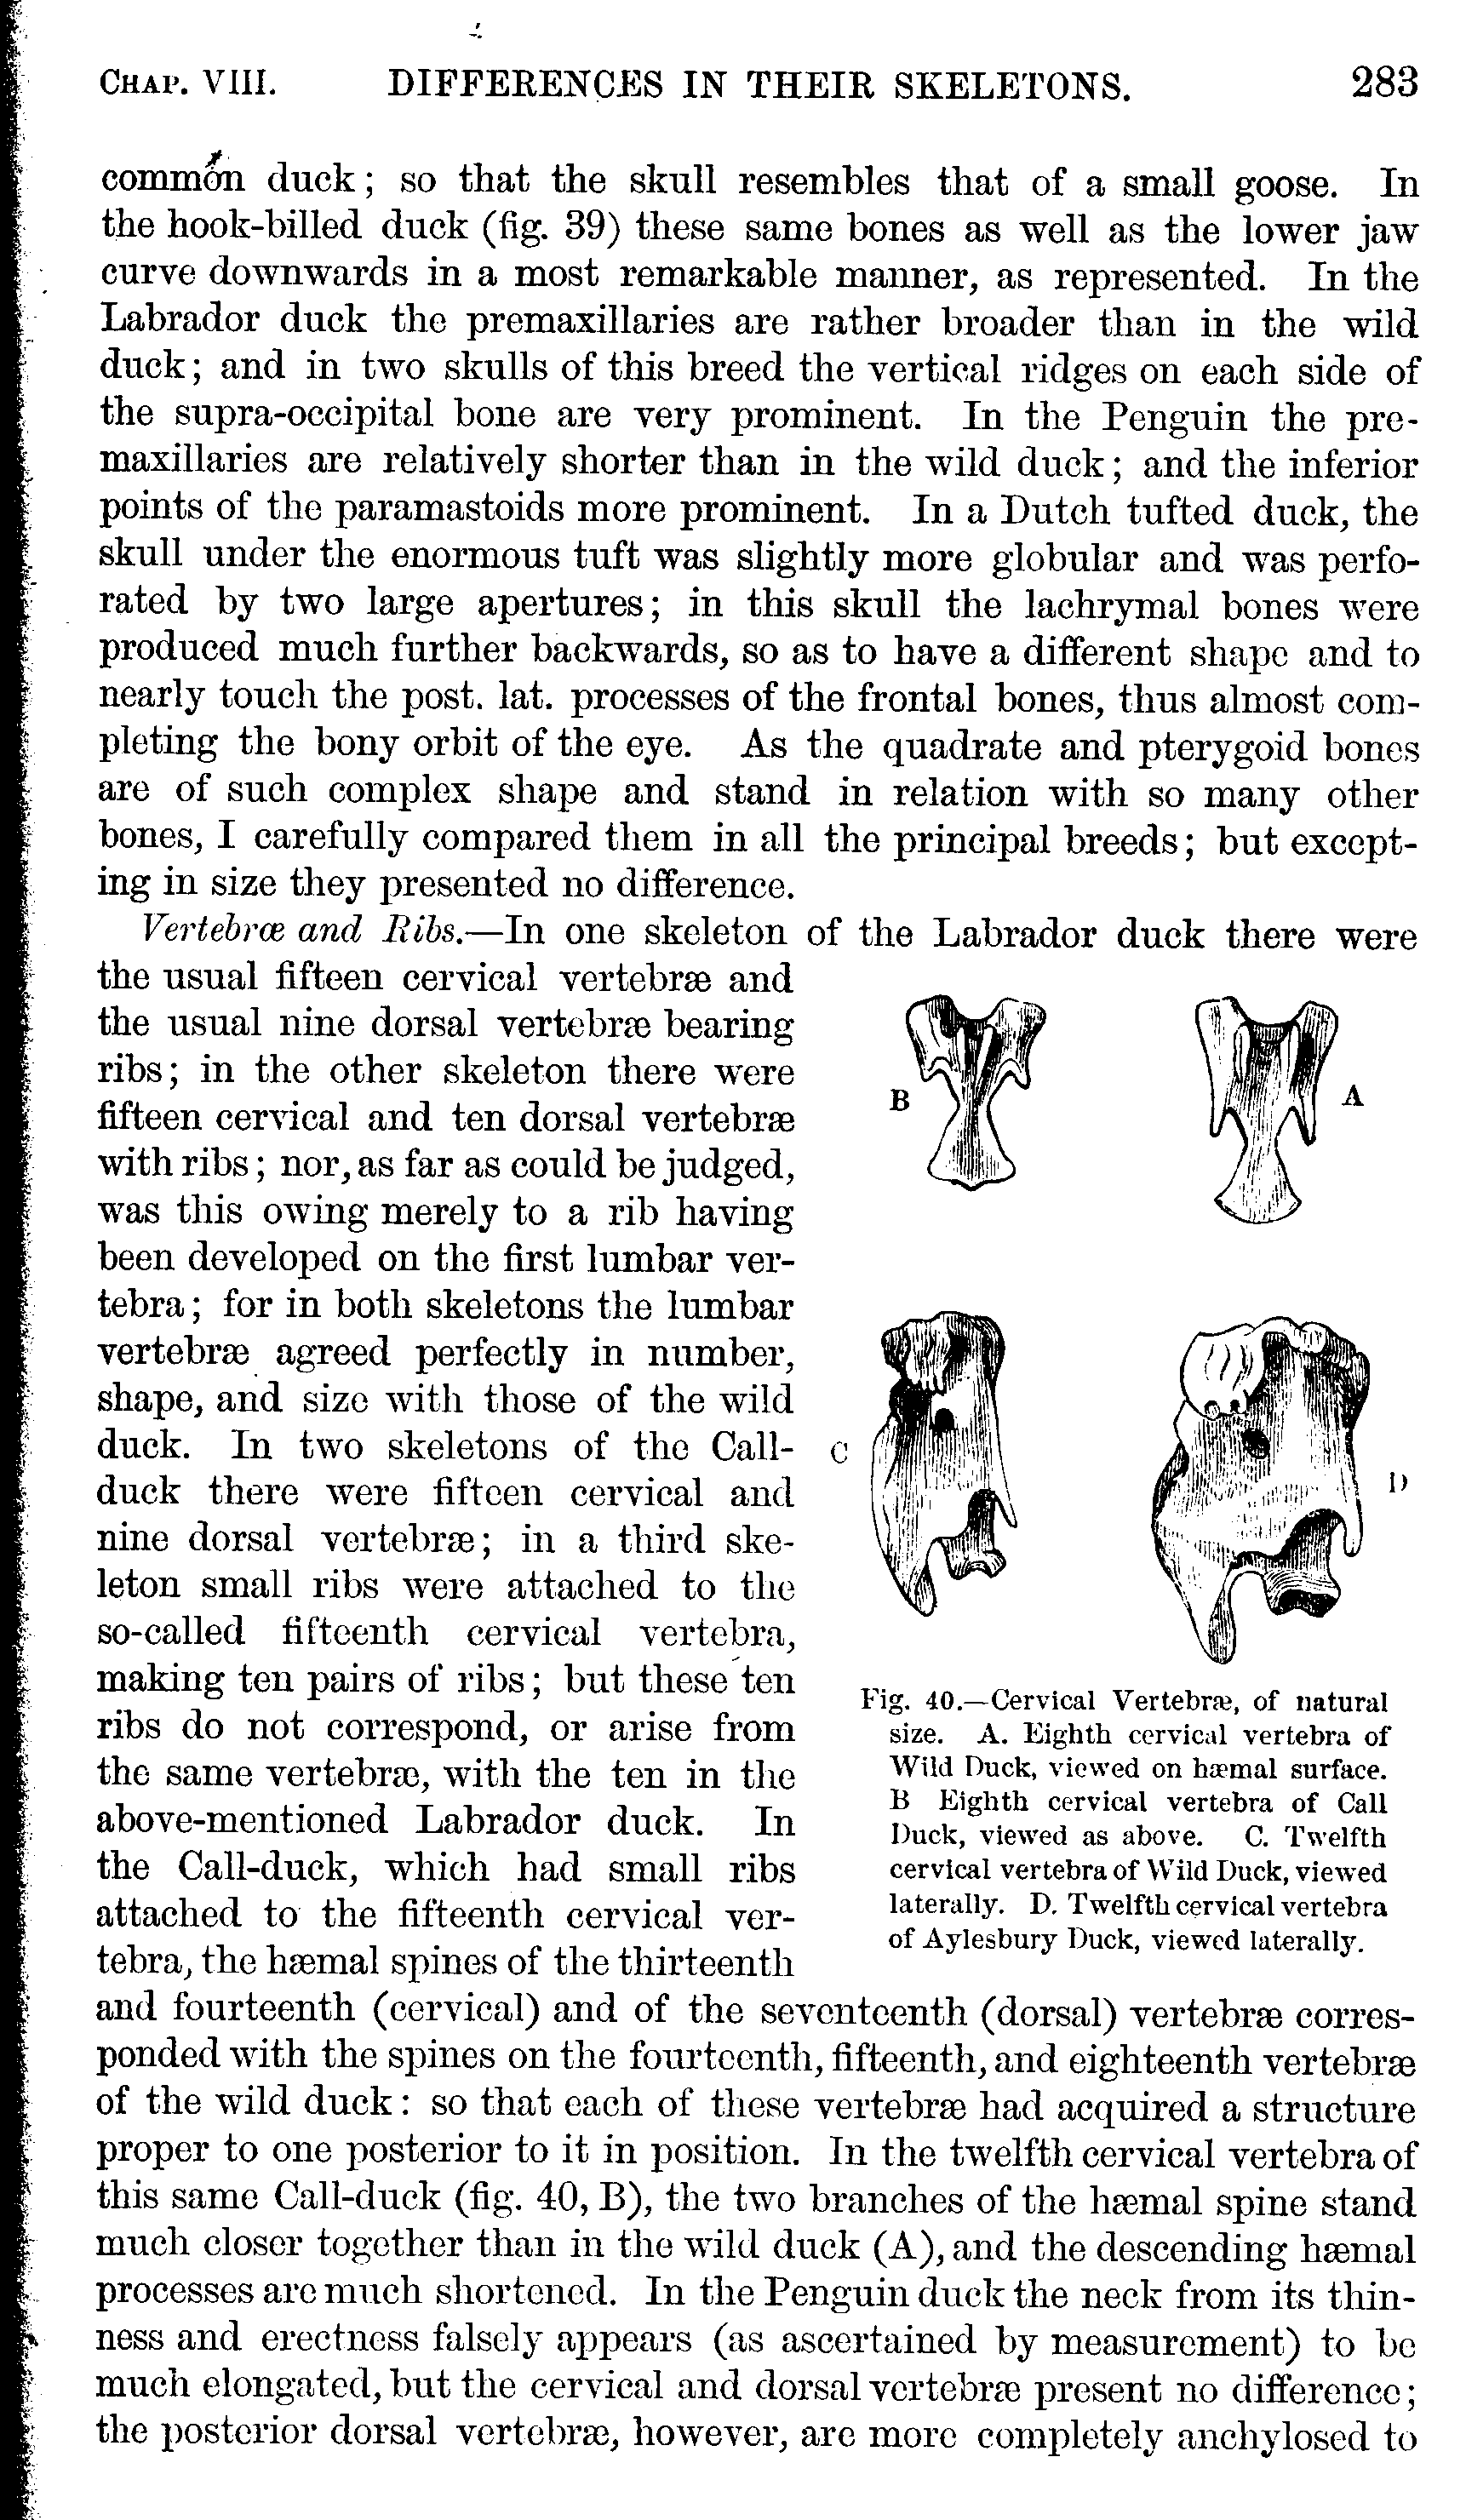 CHAP. VIII. DIFFERENCES IN THEIR SKELETONS. 283
common duck; so that the skull resembles that of a small goose. In
the hook-billed duck (fig. 39) these same bones as well as the lower jaw
curve downwards in a most remarkable manner, as represented. In the
Labrador duck the premaxillaries are rather broader than in the wild
duck; and in two skulls of this breed the vertical ridges on each side of
the supra-occipital bone are very prominent. In the Penguin the pre-
maxillaries are relatively shorter than in the wild duck; and the inferior
points of the paramastoids more prominent. In a Dutch tufted duck, the
skull under the enormous tuft was slightly more globular and was perfo-
rated by two large apertures; in this skull the lachrymal bones were
produced much further backwards, so as to have a different shape and to
nearly touch the post. lat. processes of the frontal bones, thus almost com-
pleting the bony orbit of the eye. As the quadrate and pterygoid bones
are of such complex shape and stand in relation with so many other
bones, I carefully compared them in all the principal breeds; but except-
ing in size they presented no difference.
Vertebræ and Ribs.—In one skeleton of the Labrador duck there were
the usual fifteen cervical vertebræ and
the usual nine dorsal vertebræ bearing
ribs; in the other skeleton there were
fifteen cervical and ten dorsal vertebræ
with ribs; nor, as far as could be judged,
was this owing merely to a rib having
been developed on the first lumbar ver-
tebra; for in both skeletons the lumbar
vertebræ agreed perfectly in number,
shape, and size with those of the wild
duck. In two skeletons of the Call-
duck there were fifteen cervical and
nine dorsal vertebræ; in a third ske-
leton small ribs were attached to the
so-called fifteenth cervical vertebra,
making ten pairs of ribs; but these ten
ribs do not correspond, or arise from
the same vertebræ, with the ten in the
above-mentioned Labrador duck. In
the Call-duck, which had small ribs
attached to the fifteenth cervical ver-
tebra, the hæmal spines of the thirteenth
B
A
C
D
Fig. 40.—Cervical Vertebræ, of natural
size. A. Eighth cervical vertebra of
Wild Duck, viewed on hæmal surface.
B Eighth cervical vertebra of Call
Duck, viewed as above. C. Twelfth
cervical vertebra of Wild Duck, viewed
laterally. D. Twelfth cervical vertebra
of Aylesbury Duck, viewed laterally.
and fourteenth (cervical) and of the seventeenth (dorsal) vertebræ corres-
ponded with the spines on the fourteenth, fifteenth, and eighteenth vertebræ
of the wild duck: so that each of these vertebræ had acquired a structure
proper to one posterior to it in position. In the twelfth cervical vertebra of
this same Call-duck (fig. 40, B), the two branches of the hæmal spine stand
much closer together than in the wild duck (A), and the descending hæmal
processes are much shortened. In the Penguin duck the neck from its thin-
ness and erectness falsely appears (as ascertained by measurement) to be
much elongated, but the cervical and dorsal vertebræ present no difference;
the posterior dorsal vertebræ, however, are more completely anchylosed to